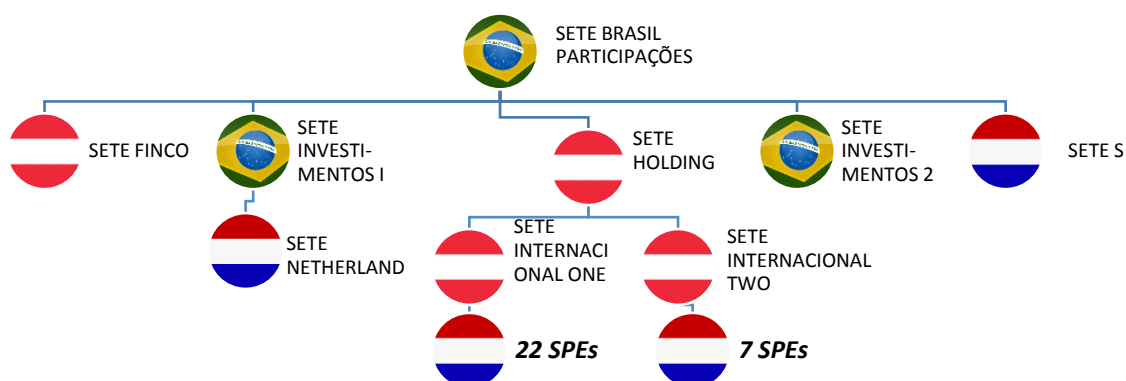 SETE BRASIL
PARTICIPAÇÕES
SETE FINCO
SETE
INVESTI-
MENTOS I
SETE
HOLDING
SETE
INVESTI-
MENTOS 2
SETE S
SETE
NETHERLAND
SETE
INTERNACI
ONAL ONE
SETE
INTERNACIONAL
TWO
22 SPEs
7 SPEs